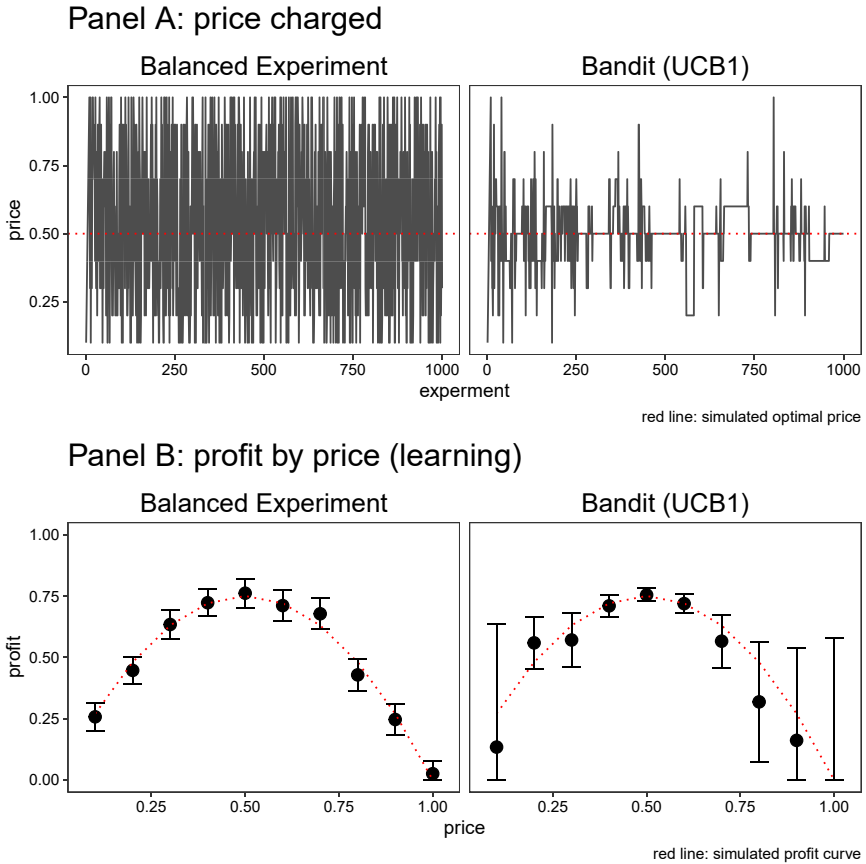 Panel A: price charged
Balanced Experiment
Bandit (UCB1)
1.00
0.75
0.50
0.25
price
0
250
500
750
1000
0
250
500
750
1000
experment
red line: simulated optimal price
Panel B: profit by price (learning)
Balanced Experiment
Bandit (UCB1)
1.00
0.75
0.50
0.25
0.00
profit
0.25
0.50
0.75
1.00
0.25
0.50
0.75
1.00
price
red line: simulated profit curve